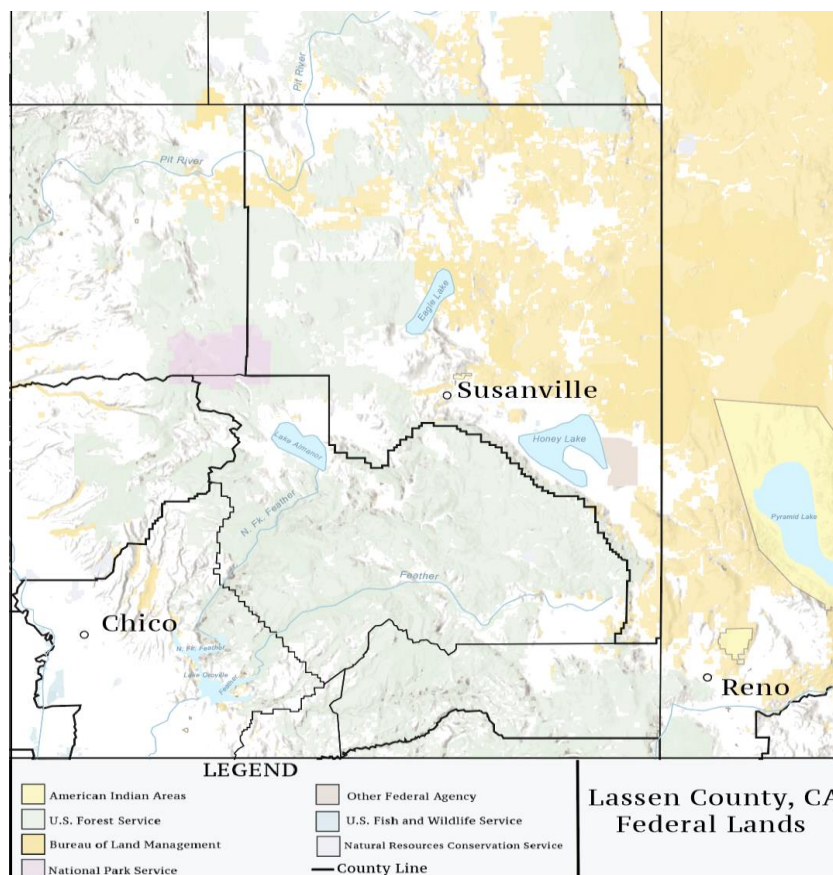 Pit River
Pit River
Eagle Lake
Susanville
Honey Lake
Lake Almanor
N. Fk. Feather
Pyramid Lake
Feather
Chico
N. Fk. Feather
Lake Oroville
Feather
Reno
LEGEND
American Indian Areas
U.S. Forest Service
Bureau of Land Management
National Park Service
Other Federal Agency
U.S. Fish and Wildlife Service
Natural Resources Conservation Service
County Line
Lassen County, CA
Federal Lands